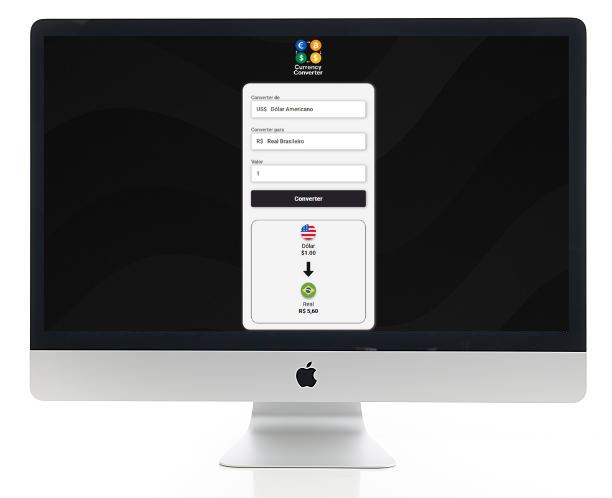 Currency
Converter
Converter de
US$ Dólar Americano
Converter para
R$ Real Brasileiro
Valor
1
Converter
Dólar
$1.00
Real
R$ 5,60